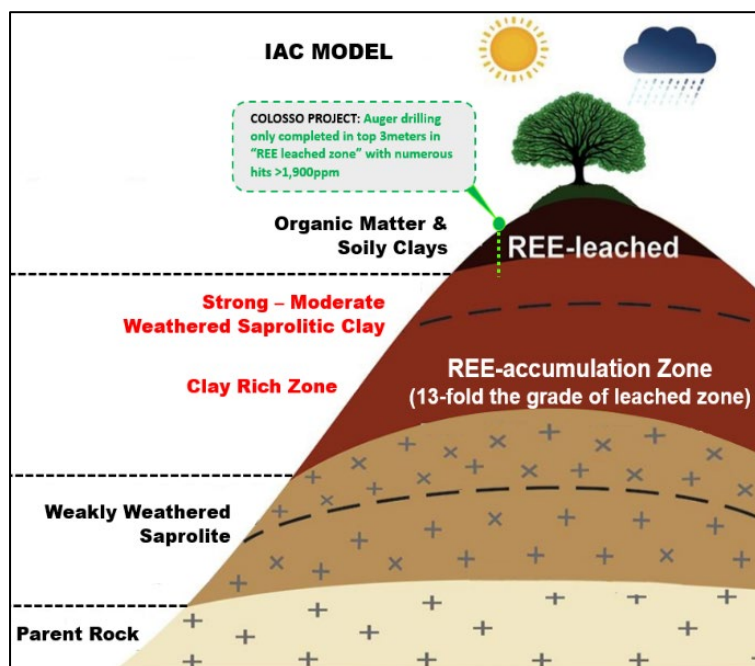 IAC MODEL
COLOSSO PROJECT: Auger drilling
only completed in top 3meters in
“REE leached zone” with numerous
hits >1,900ppm
Organic Matter &
Soily Clays
REE-leached
Strong – Moderate
Weathered Saprolitic Clay
REE-accumulation Zone
(13-fold the grade of leached zone)
Clay Rich Zone
Weakly Weathered
Saprolite
Parent Rock